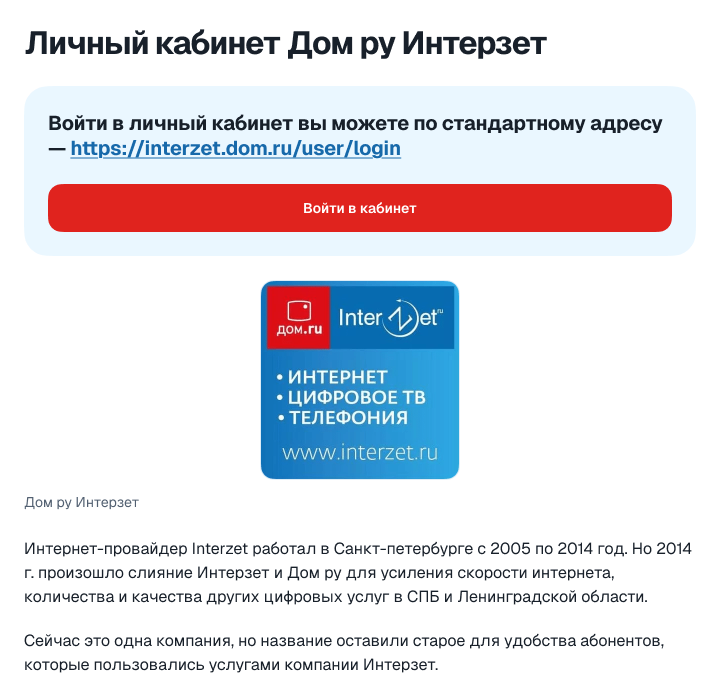 Личный кабинет Дом ру Интерзет
Войти в личный кабинет вы можете по стандартному адресу
— https://interzet.dom.ru/user/login
Войти в кабинет
дом.ru InterZet.ru
• ИНТЕРНЕТ
• ЦИФРОВОЕ ТВ
• ТЕЛЕФОНИЯ
www.interzet.ru
Дом ру Интерзет
Интернет-провайдер Interzet работал в Санкт-петербурге с 2005 по 2014 год. Но 2014
г. произошло слияние Интерзет и Дом ру для усиления скорости интернета,
количества и качества других цифровых услуг в СПБ и Ленинградской области.
Сейчас это одна компания, но название оставили старое для удобства абонентов,
которые пользовались услугами компании Интерзет.